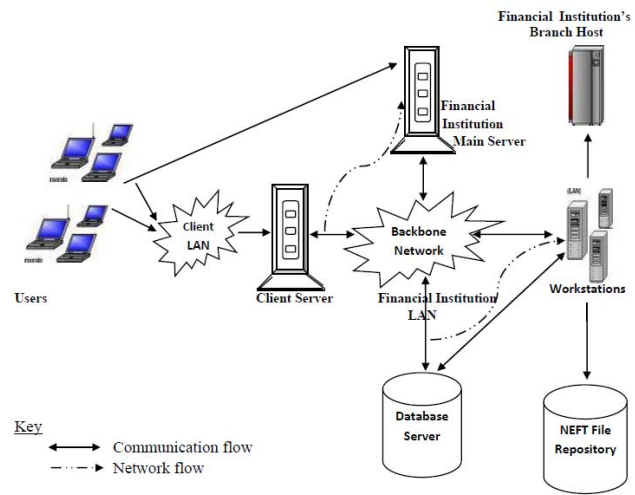 Financial Institution's
Branch Host
Financial
Institution
Main Server
(LAN)
Client
LAN
Backbone
Network
Users
Client Server
Financial Institution
LAN
Workstations
Database
Server
NEFT File
Repository
Key
Communication flow
Network flow